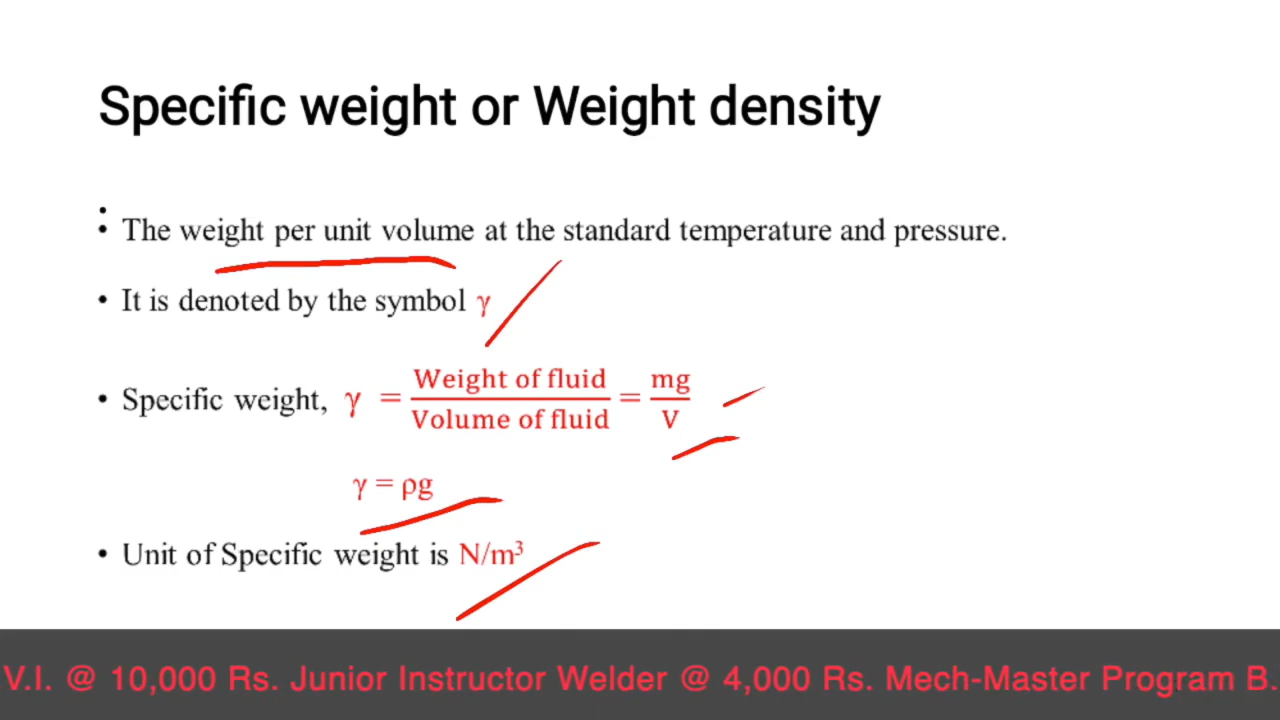 Specific weight or Weight density
•
• The weight per unit volume at the standard temperature and pressure.
• It is denoted by the symbol γ
• Specific weight, γ = Weight of fluid / Volume of fluid = mg / V
γ = ρg
• Unit of Specific weight is N/m³
V.I. @ 10,000 Rs. Junior Instructor Welder @ 4,000 Rs. Mech-Master Program B.